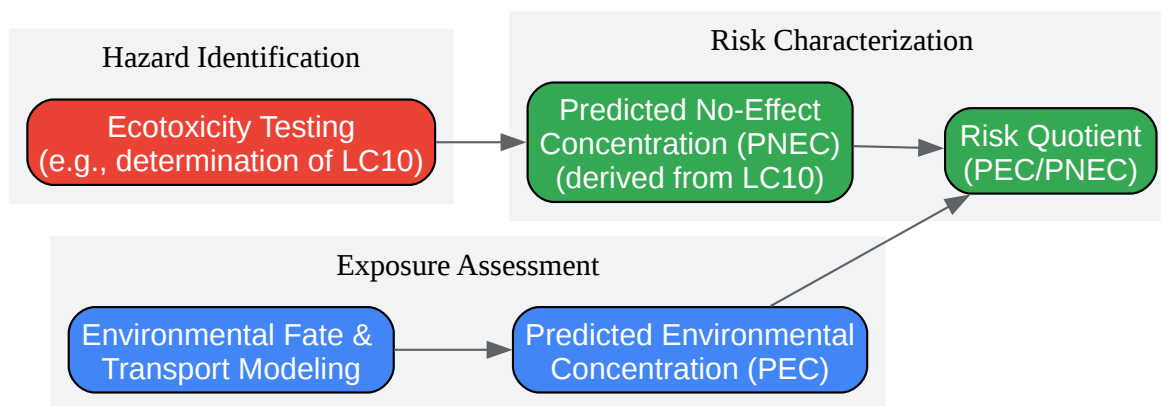 Hazard Identification
Ecotoxicity Testing
(e.g., determination of LC10)
Risk Characterization
Predicted No-Effect
Concentration (PNEC)
(derived from LC10)
Risk Quotient
(PEC/PNEC)
Exposure Assessment
Environmental Fate &
Transport Modeling
Predicted Environmental
Concentration (PEC)